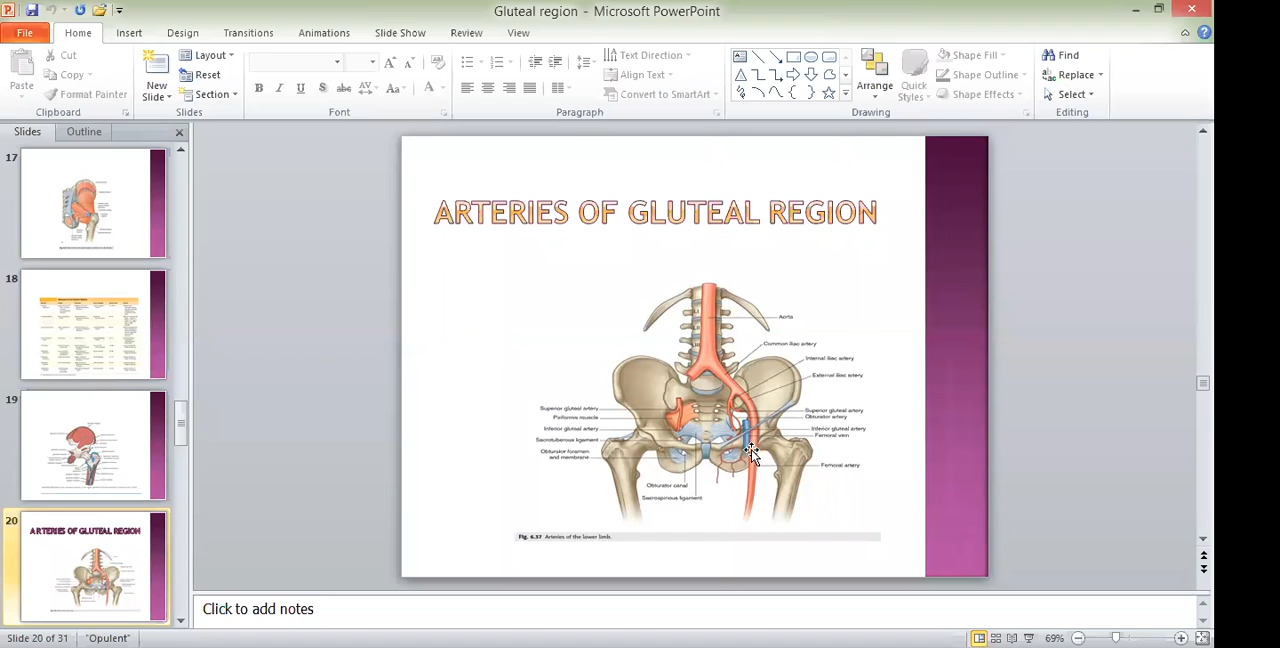 Gluteal region - Microsoft PowerPoint
File Home Insert Design Transitions Animations Slide Show Review View
Paste
Cut
Copy
Format Painter
Clipboard
New
Slide
Layout
Reset
Section
Slides
B I U S abc AV Aa A
Font
Text Direction
Align Text
Convert to SmartArt
Paragraph
Arrange
Quick
Styles
Shape Fill
Shape Outline
Shape Effects
Drawing
Find
Replace
Select
Editing
Slides Outline
17
18
19
20
ARTERIES OF GLUTEAL REGION
ARTERIES OF GLUTEAL REGION
Aorta
Common iliac artery
Internal iliac artery
External iliac artery
Superior gluteal artery
Piriformis muscle
Inferior gluteal artery
Sacrotuberous ligament
Obturator foramen
and membrane
Superior gluteal artery
Obturator artery
Inferior gluteal artery
Femoral vein
Femoral artery
Obturator canal
Sacrospinous ligament
Fig. 6.37 Arteries of the lower limb.
Click to add notes
Slide 20 of 31 "Opulent" 69%